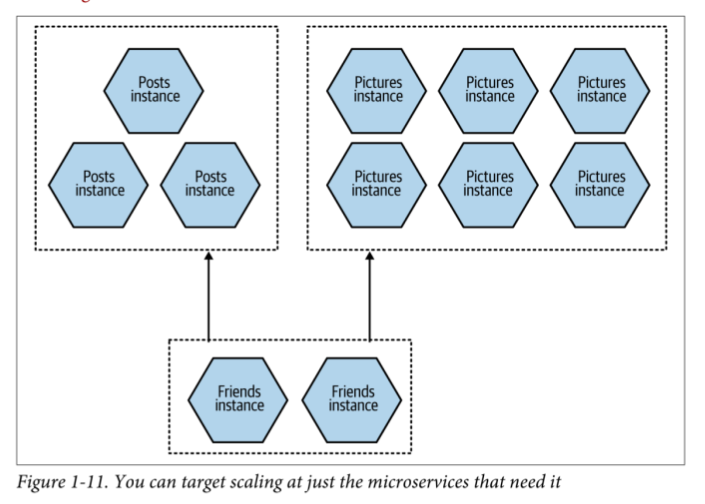 Posts
instance
Posts
instance
Posts
instance
Pictures
instance
Pictures
instance
Pictures
instance
Pictures
instance
Pictures
instance
Pictures
instance
Friends
instance
Friends
instance
Figure 1-11. You can target scaling at just the microservices that need it